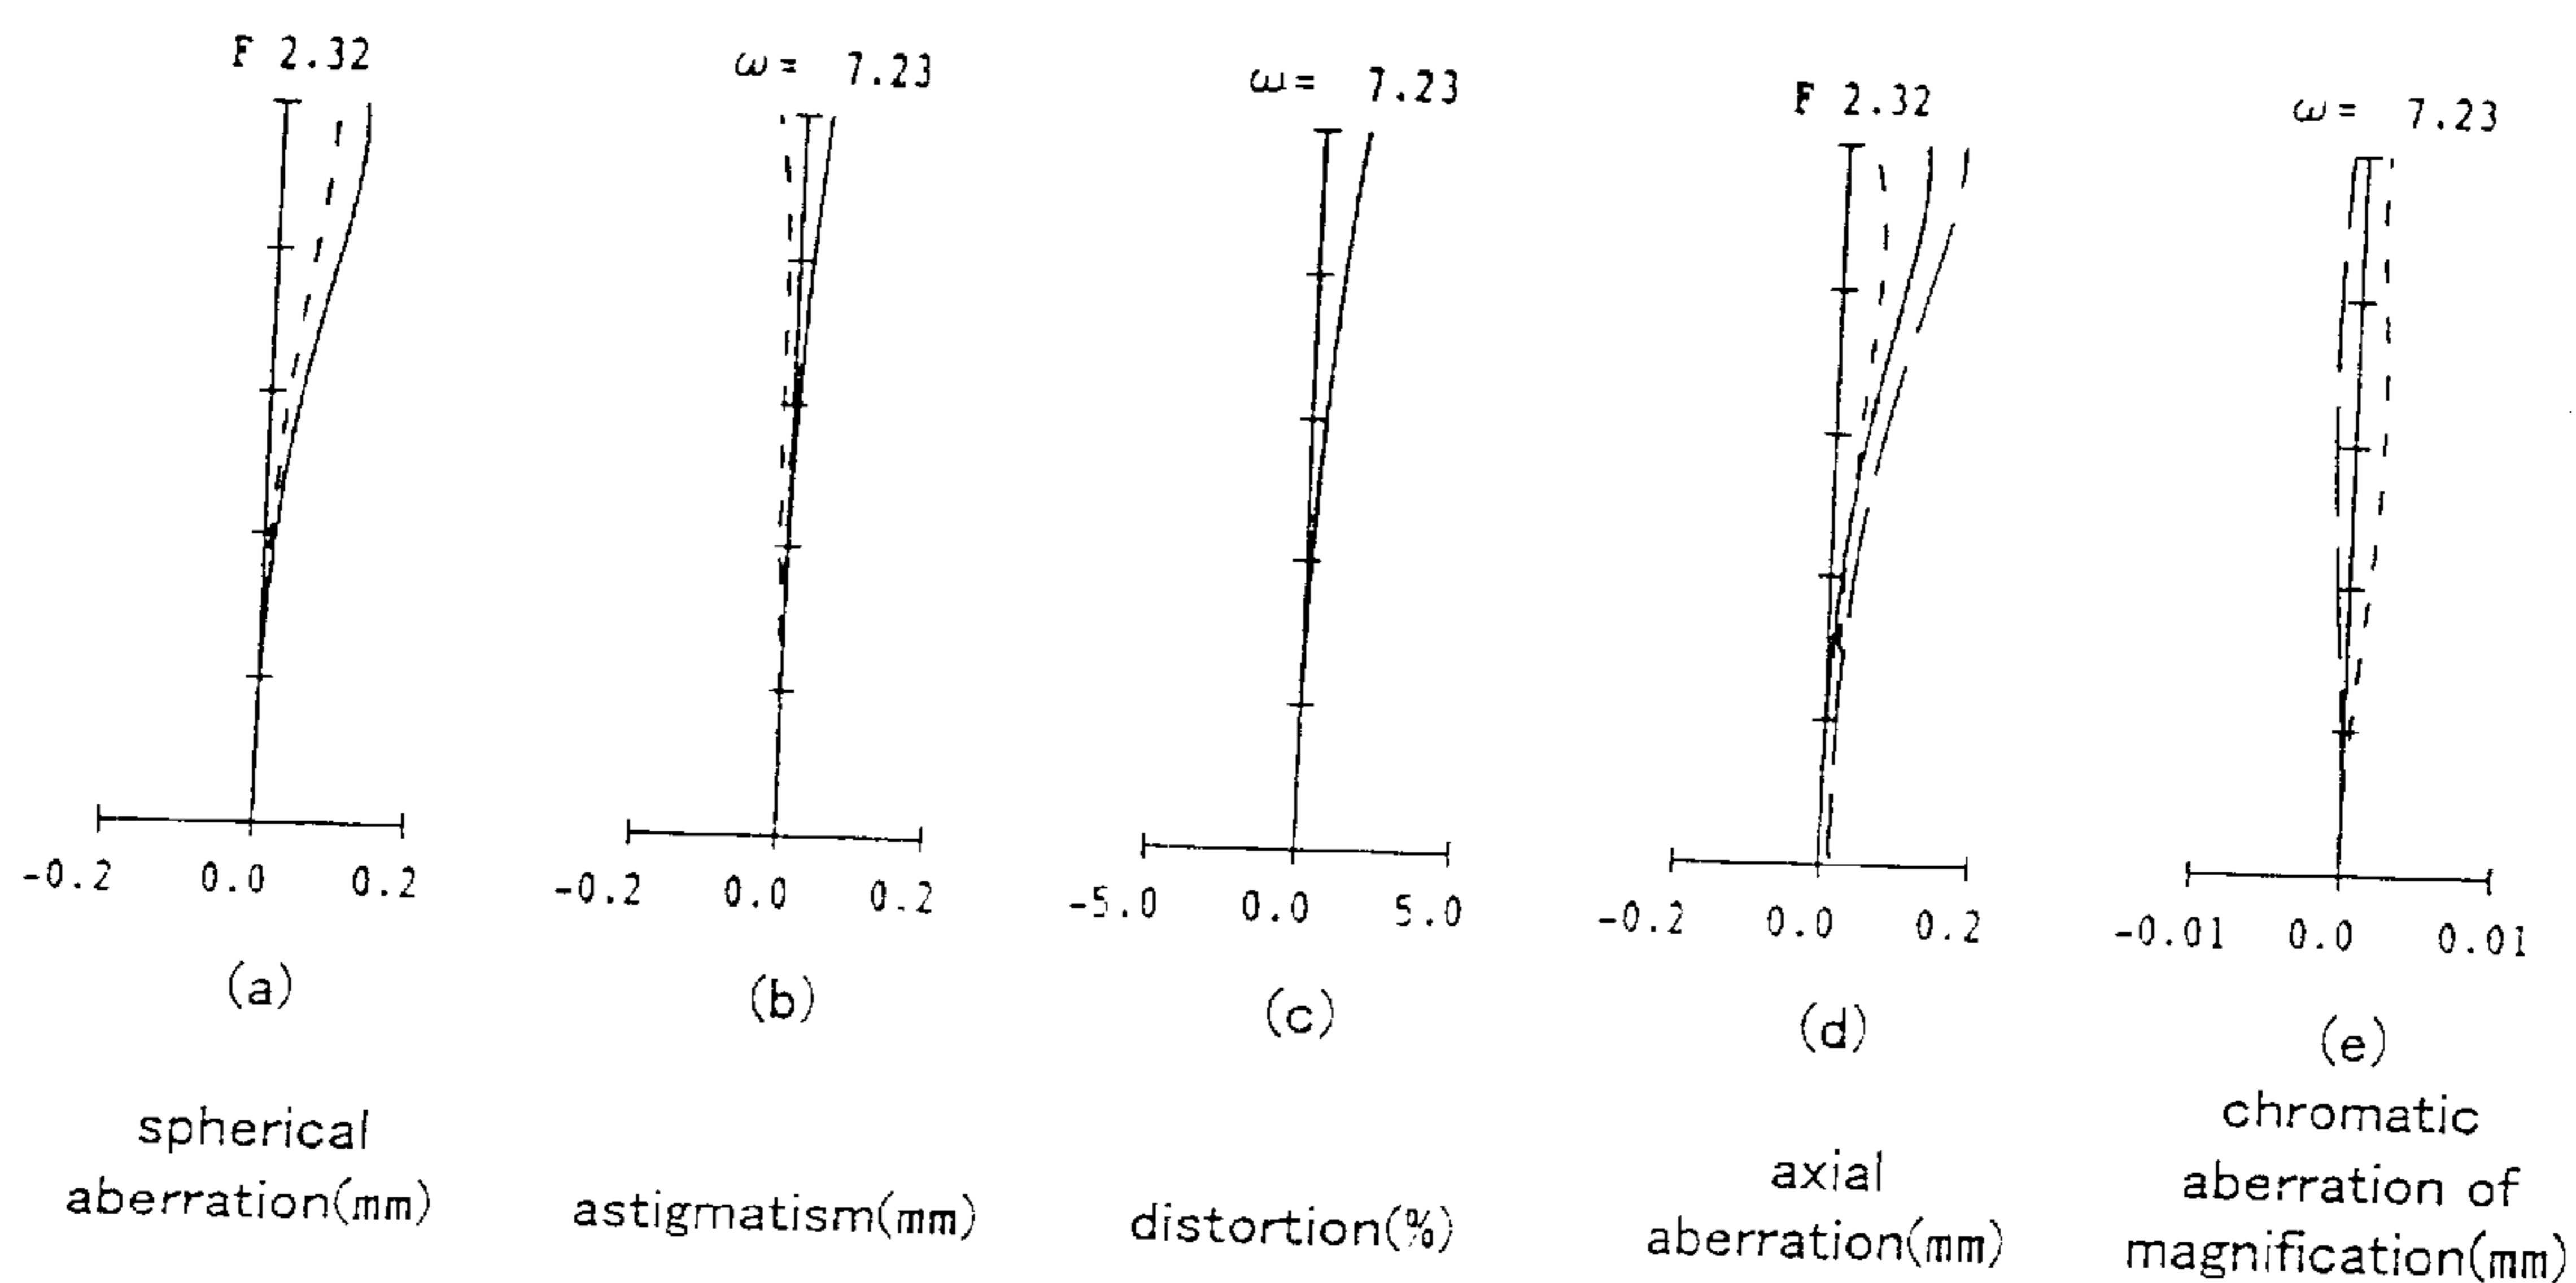 F 2.32
ω= 7.23
ω= 7.23
F 2.32
ω= 7.23
-0.2 0.0 0.2
-0.2 0.0 0.2
-5.0 0.0 5.0
-0.2 0.0 0.2
-0.01 0.0 0.01
(a)
(b)
(c)
(d)
(e)
spherical
aberration(mm)
astigmatism(mm)
distortion(%)
axial
aberration(mm)
chromatic
aberration of
magnification(mm)